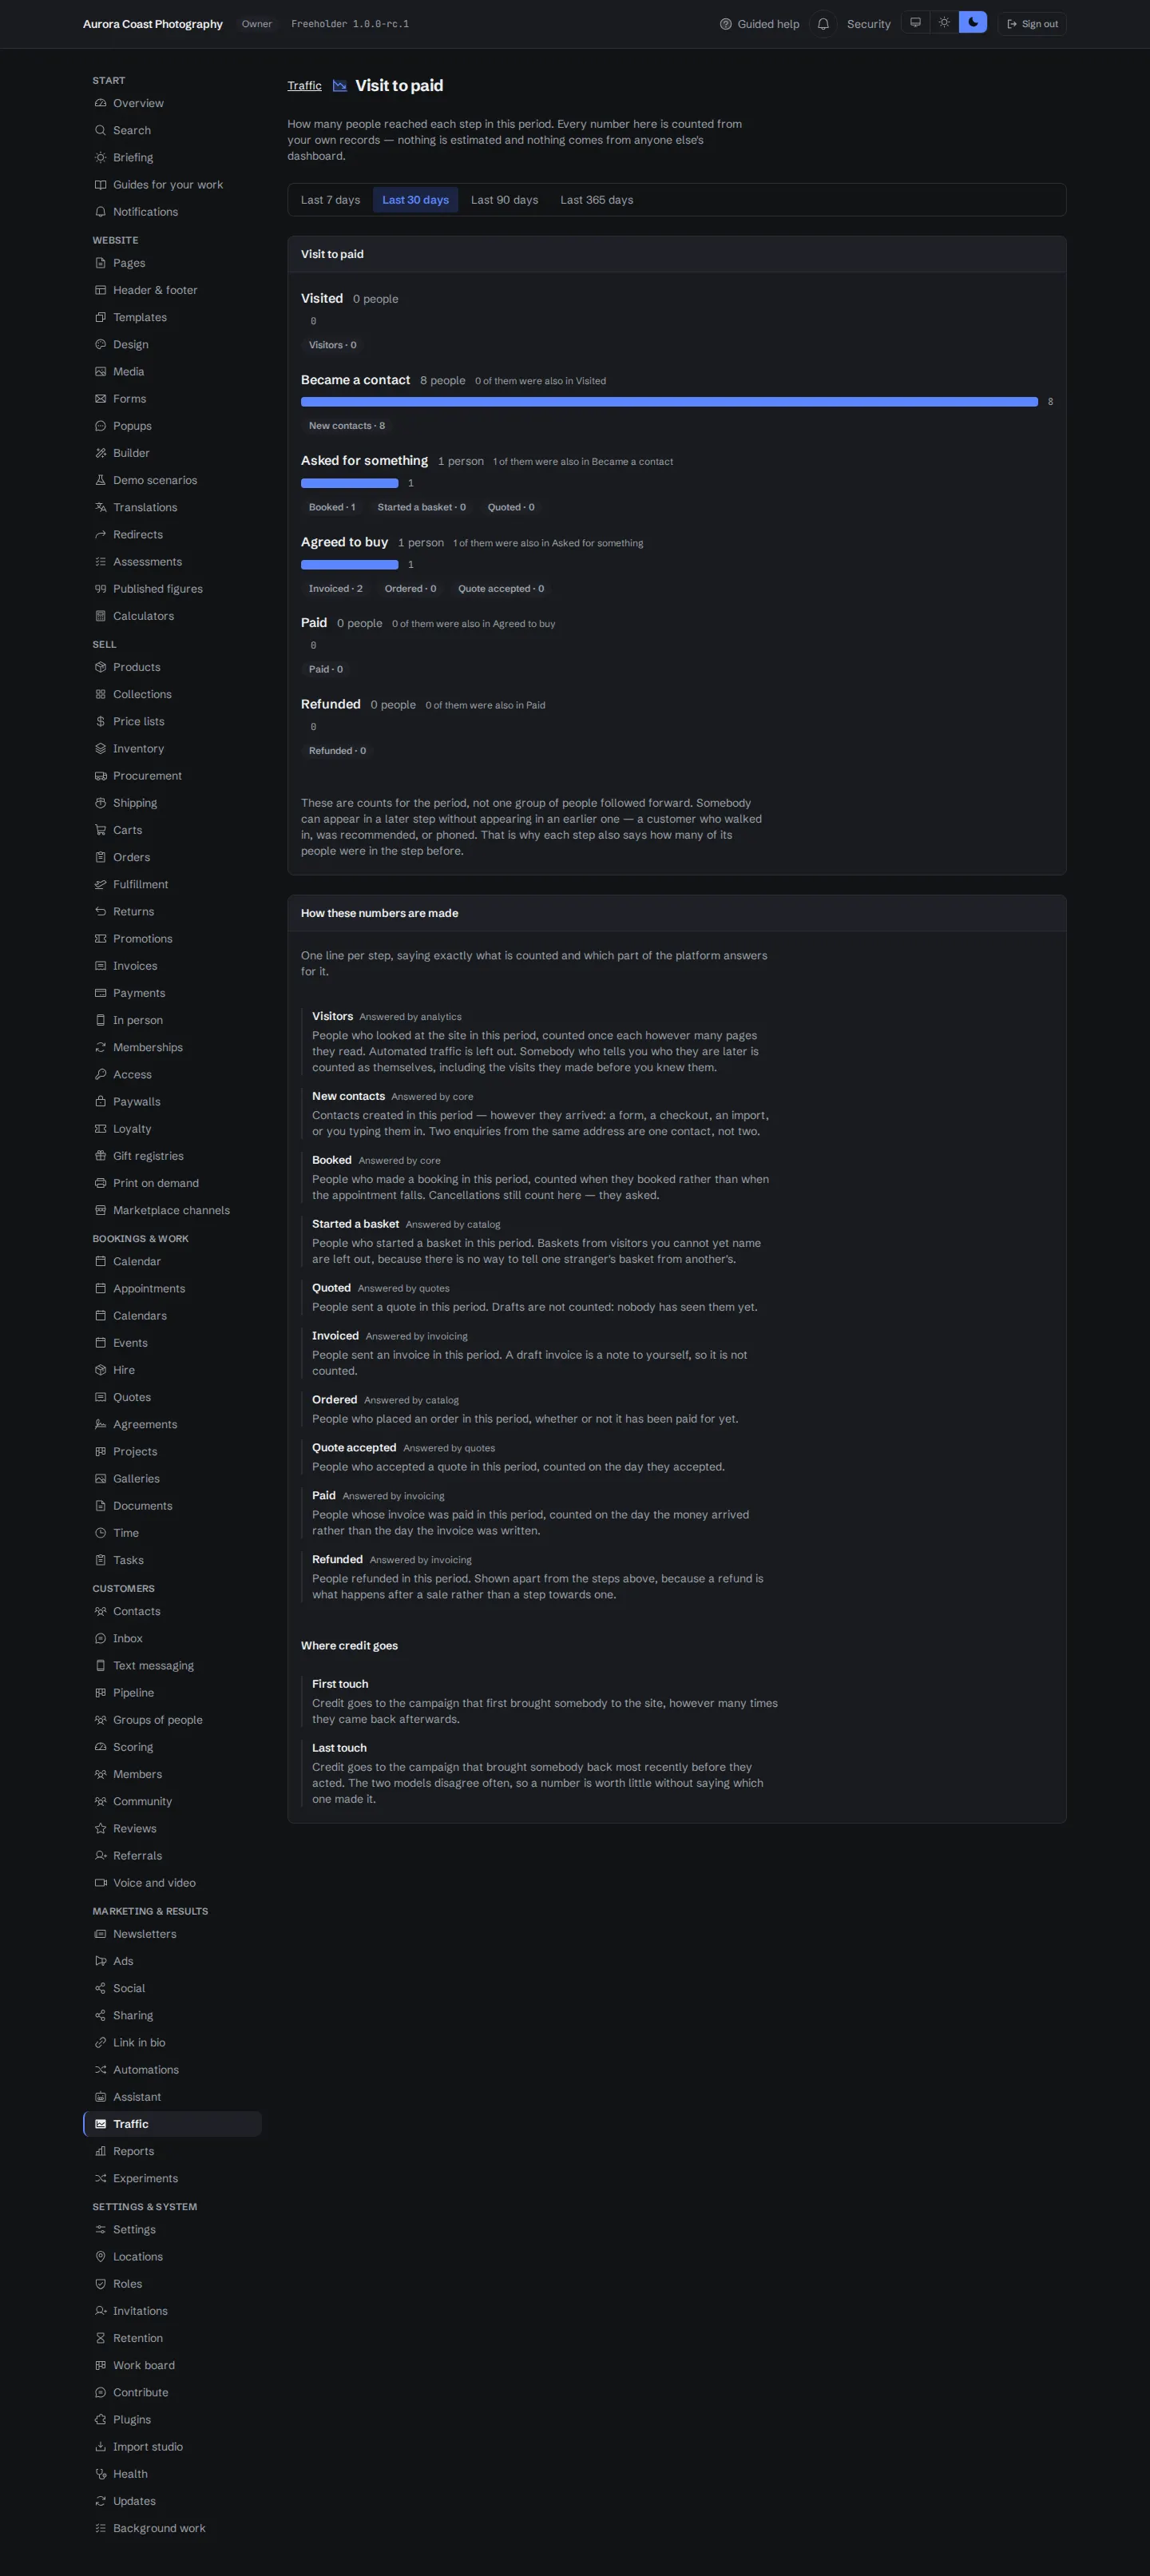 Aurora Coast Photography
Owner
Freeholder 1.0.0-rc.1
Guided help
Security
Sign out
START
Overview
Search
Briefing
Guides for your work
Notifications
WEBSITE
Pages
Header & footer
Templates
Design
Media
Forms
Popups
Builder
Demo scenarios
Translations
Redirects
Assessments
Published figures
Calculators
SELL
Products
Collections
Price lists
Inventory
Procurement
Shipping
Carts
Orders
Fulfillment
Returns
Promotions
Invoices
Payments
In person
Memberships
Access
Paywalls
Loyalty
Gift registries
Print on demand
Marketplace channels
BOOKINGS & WORK
Calendar
Appointments
Calendars
Events
Hire
Quotes
Agreements
Projects
Galleries
Documents
Time
Tasks
CUSTOMERS
Contacts
Inbox
Text messaging
Pipeline
Groups of people
Scoring
Members
Community
Reviews
Referrals
Voice and video
MARKETING & RESULTS
Newsletters
Ads
Social
Sharing
Link in bio
Automations
Assistant
Traffic
Reports
Experiments
SETTINGS & SYSTEM
Settings
Locations
Roles
Invitations
Retention
Work board
Contribute
Plugins
Import studio
Health
Updates
Background work
Traffic Visit to paid
How many people reached each step in this period. Every number here is counted from
your own records — nothing is estimated and nothing comes from anyone else's
dashboard.
Last 7 days Last 30 days Last 90 days Last 365 days
Visit to paid
Visited 0 people
0
Visitors · 0
Became a contact 8 people 0 of them were also in Visited
8
New contacts · 8
Asked for something 1 person 1 of them were also in Became a contact
1
Booked · 1 Started a basket · 0 Quoted · 0
Agreed to buy 1 person 1 of them were also in Asked for something
1
Invoiced · 2 Ordered · 0 Quote accepted · 0
Paid 0 people 0 of them were also in Agreed to buy
0
Paid · 0
Refunded 0 people 0 of them were also in Paid
0
Refunded · 0
These are counts for the period, not one group of people followed forward. Somebody
can appear in a later step without appearing in an earlier one — a customer who walked
in, was recommended, or phoned. That is why each step also says how many of its
people were in the step before.
How these numbers are made
One line per step, saying exactly what is counted and which part of the platform answers
for it.
Visitors Answered by analytics
People who looked at the site in this period, counted once each however many pages
they read. Automated traffic is left out. Somebody who tells you who they are later is
counted as themselves, including the visits they made before you knew them.
New contacts Answered by core
Contacts created in this period — however they arrived: a form, a checkout, an import,
or you typing them in. Two enquiries from the same address are one contact, not two.
Booked Answered by core
People who made a booking in this period, counted when they booked rather than when
the appointment falls. Cancellations still count here — they asked.
Started a basket Answered by catalog
People who started a basket in this period. Baskets from visitors you cannot yet name
are left out, because there is no way to tell one stranger's basket from another's.
Quoted Answered by quotes
People sent a quote in this period. Drafts are not counted: nobody has seen them yet.
Invoiced Answered by invoicing
People sent an invoice in this period. A draft invoice is a note to yourself, so it is not
counted.
Ordered Answered by catalog
People who placed an order in this period, whether or not it has been paid for yet.
Quote accepted Answered by quotes
People who accepted a quote in this period, counted on the day they accepted.
Paid Answered by invoicing
People whose invoice was paid in this period, counted on the day the money arrived
rather than the day the invoice was written.
Refunded Answered by invoicing
People refunded in this period. Shown apart from the steps above, because a refund is
what happens after a sale rather than a step towards one.
Where credit goes
First touch
Credit goes to the campaign that first brought somebody to the site, however many times
they came back afterwards.
Last touch
Credit goes to the campaign that brought somebody back most recently before they
acted. The two models disagree often, so a number is worth little without saying which
one made it.